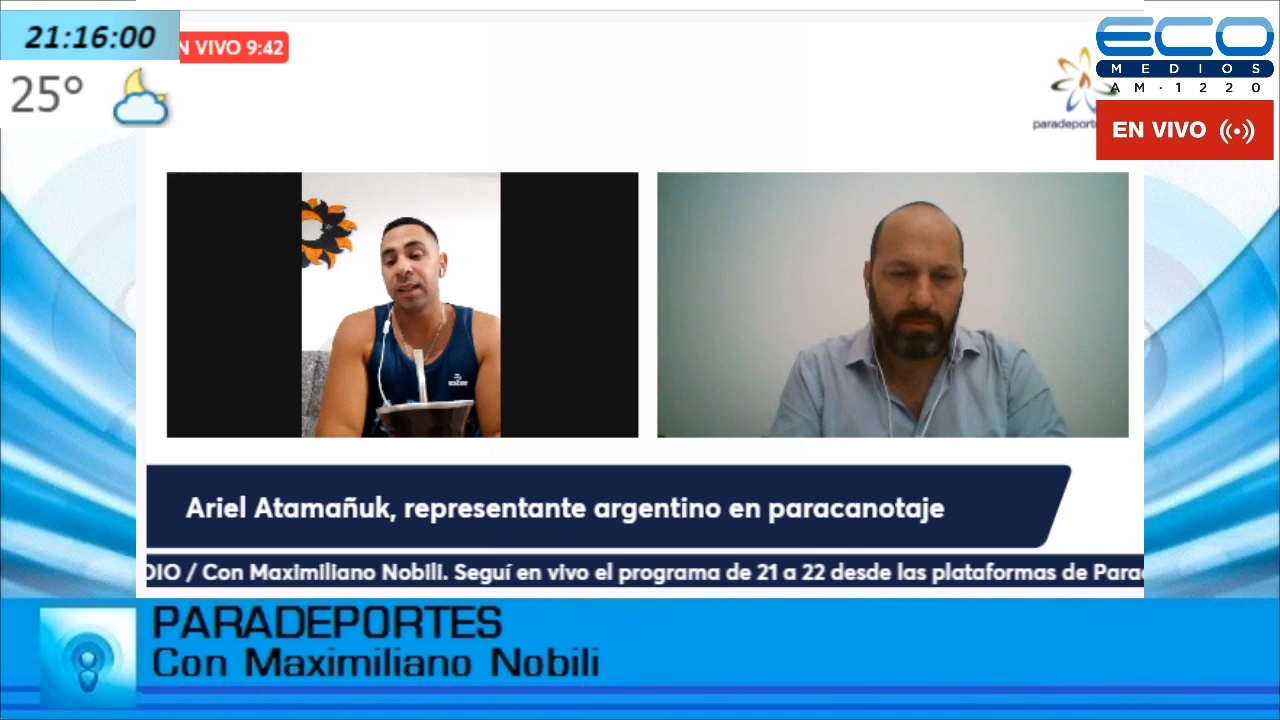 21:16:00
N VIVO 9:42
25°
ECO
MEDIOS
AM·1220
paradeport
EN VIVO
Ariel Atamañuk, representante argentino en paracanotaje
DIO / Con Maximiliano Nobili. Seguí en vivo el programa de 21 a 22 desde las plataformas de Para
PARADEPORTES
Con Maximiliano Nobili